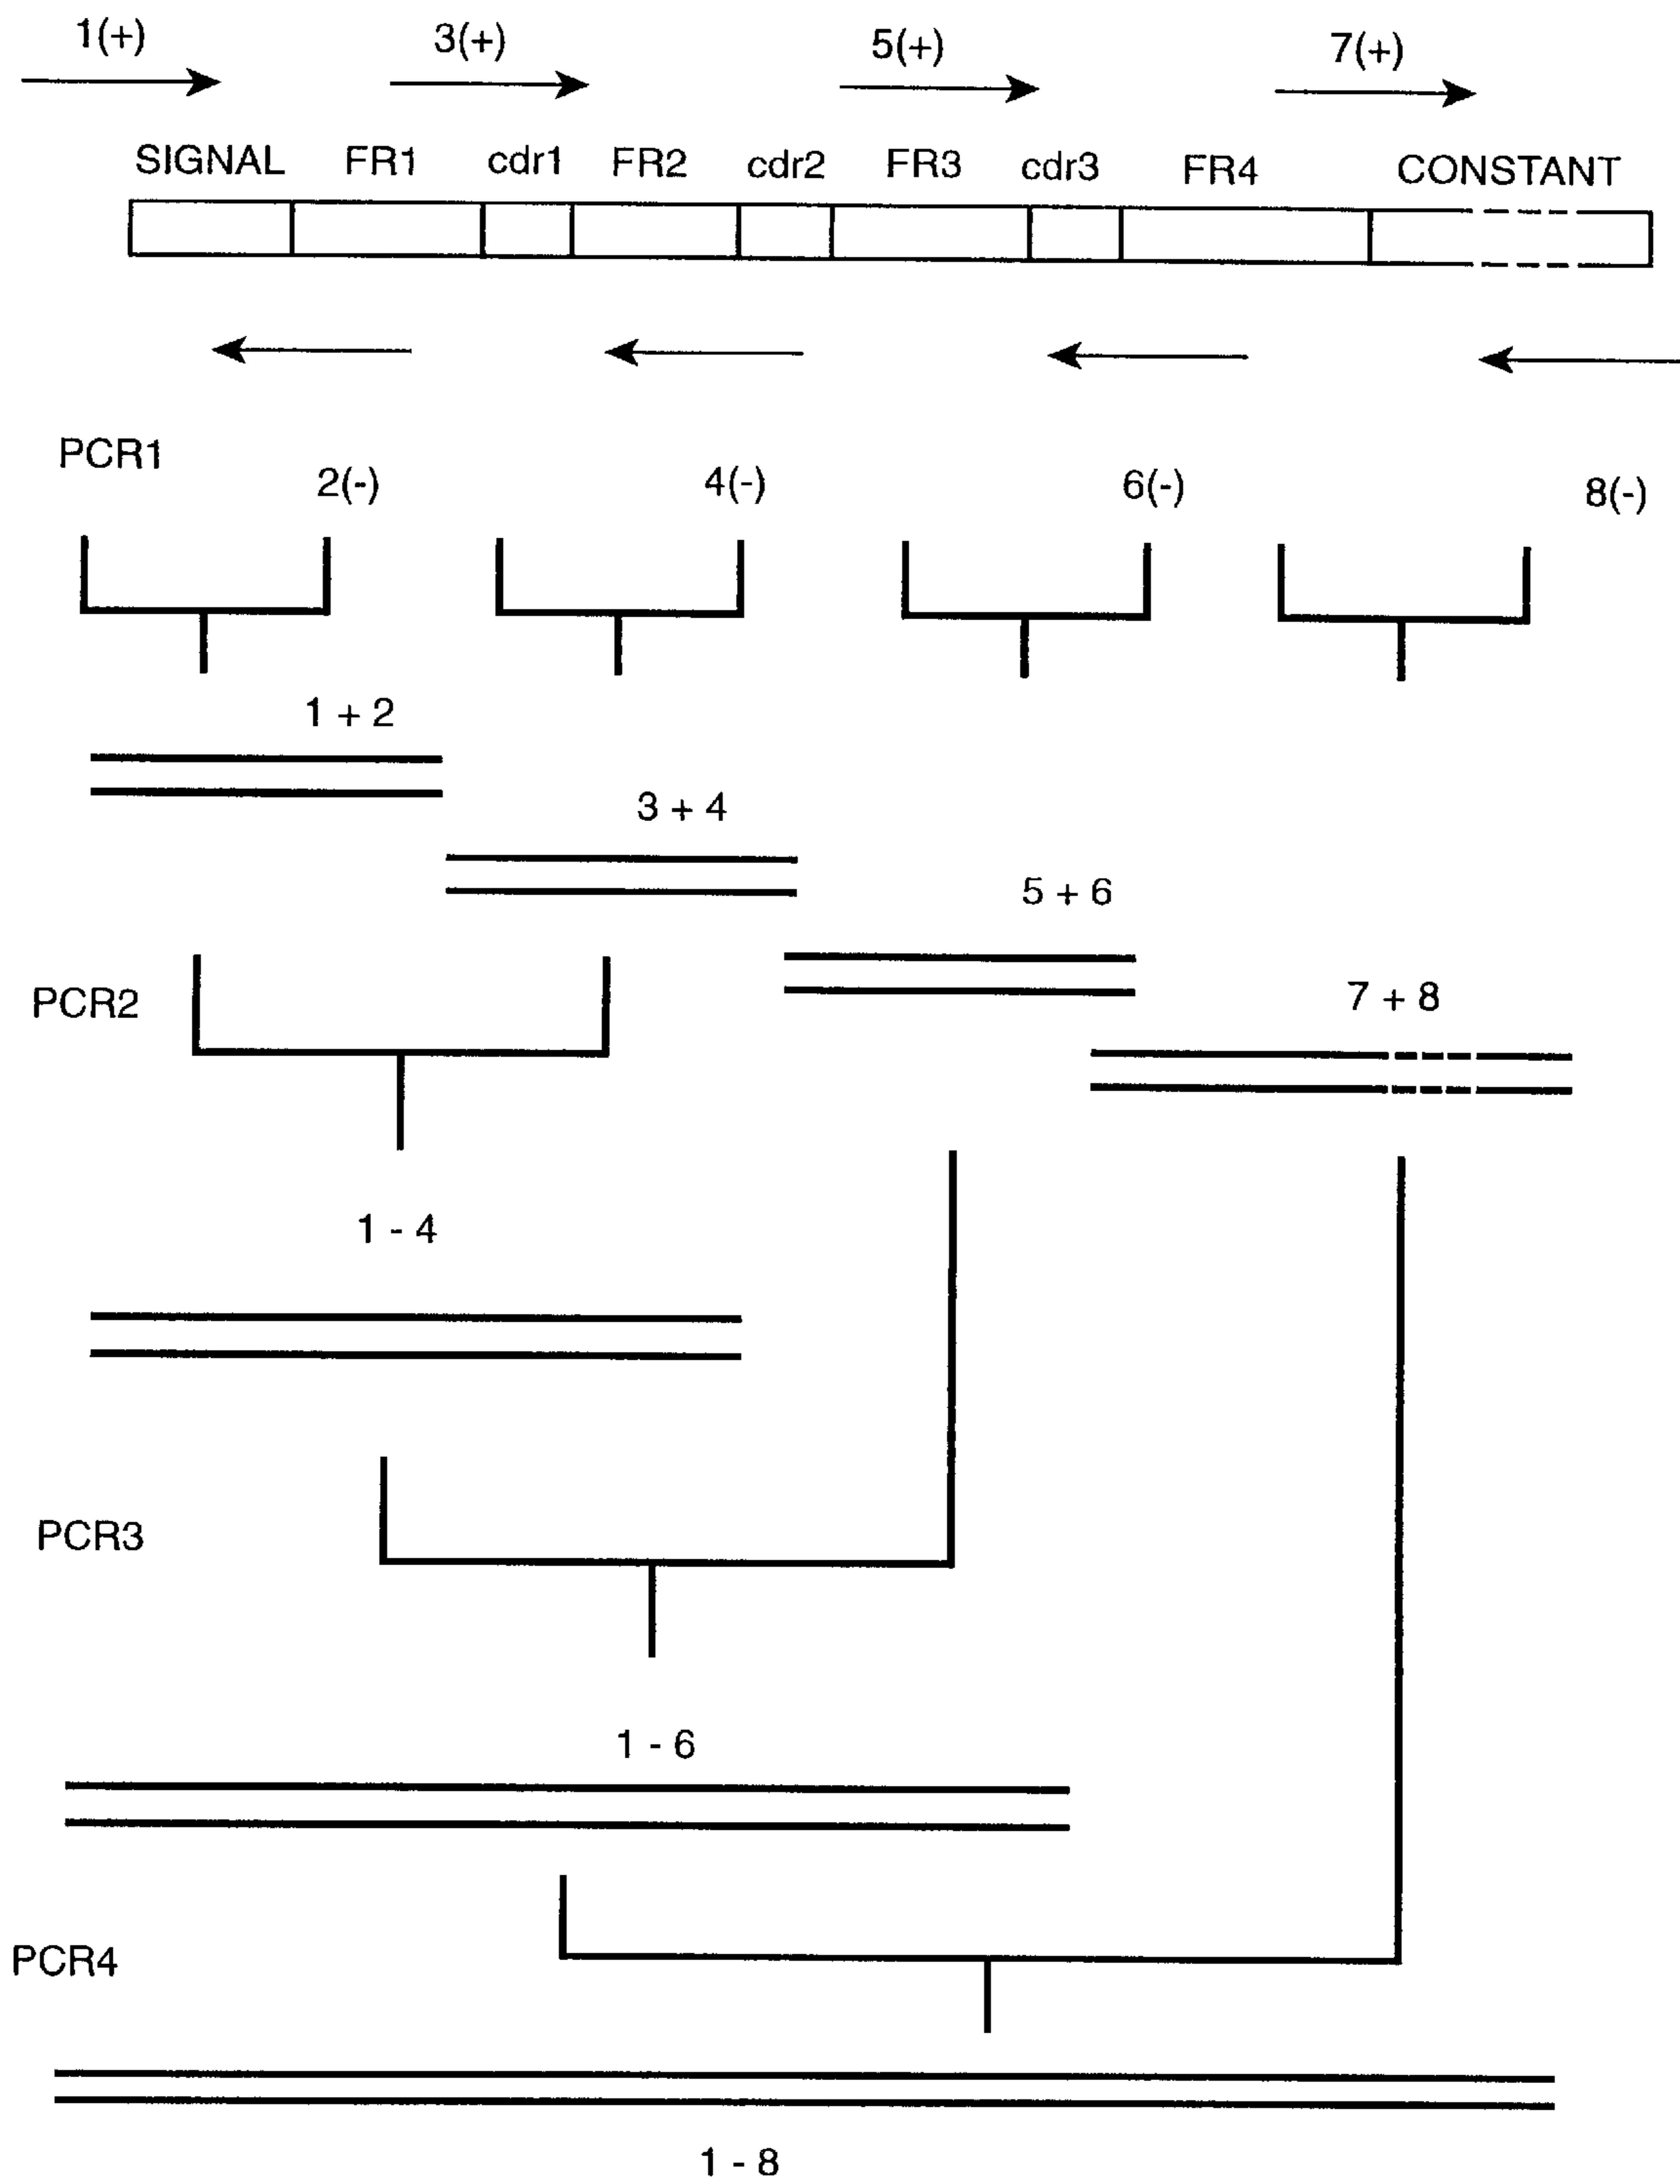 1(+) 3(+) 5(+) 7(+)
SIGNAL FR1 cdr1 FR2 cdr2 FR3 cdr3 FR4 CONSTANT
PCR1
2(-) 4(-) 6(-) 8(-)
1 + 2
3 + 4
5 + 6
PCR2
7 + 8
1 - 4
PCR3
1 - 6
PCR4
1 - 8